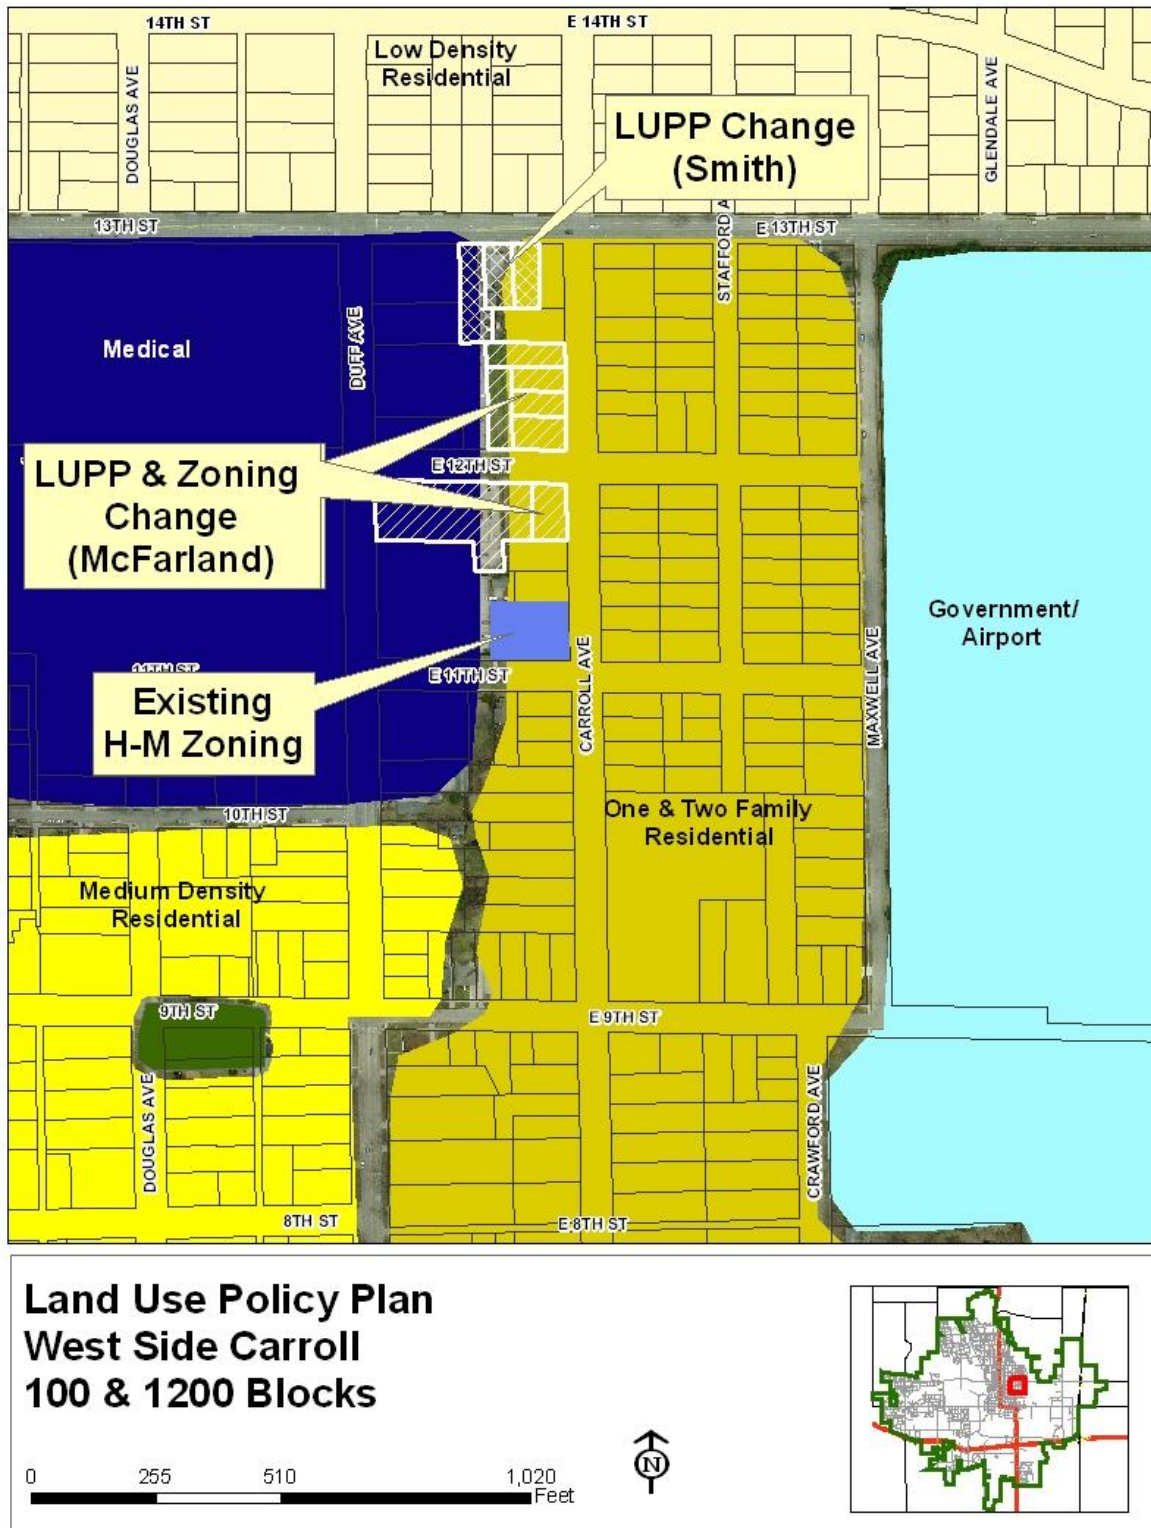 14TH ST
E 14TH ST
Low Density
Residential
DOUGLAS AVE
GLENDALE AVE
LUPP Change
(Smith)
13TH ST
STAFFORD A
E 13TH ST
Medical
DUFF AVE
LUPP & Zoning
Change
(McFarland)
E 12TH ST
Government/
Airport
11TH ST
E 11TH ST
CARROLL AVE
MAXWELL AVE
Existing
H-M Zoning
10TH ST
One & Two Family
Residential
Medium Density
Residential
9TH ST
E 9TH ST
DOUGLAS AVE
CRAWFORD AVE
8TH ST
E 8TH ST
Land Use Policy Plan
West Side Carroll
100 & 1200 Blocks
0 255 510 1,020
Feet
N